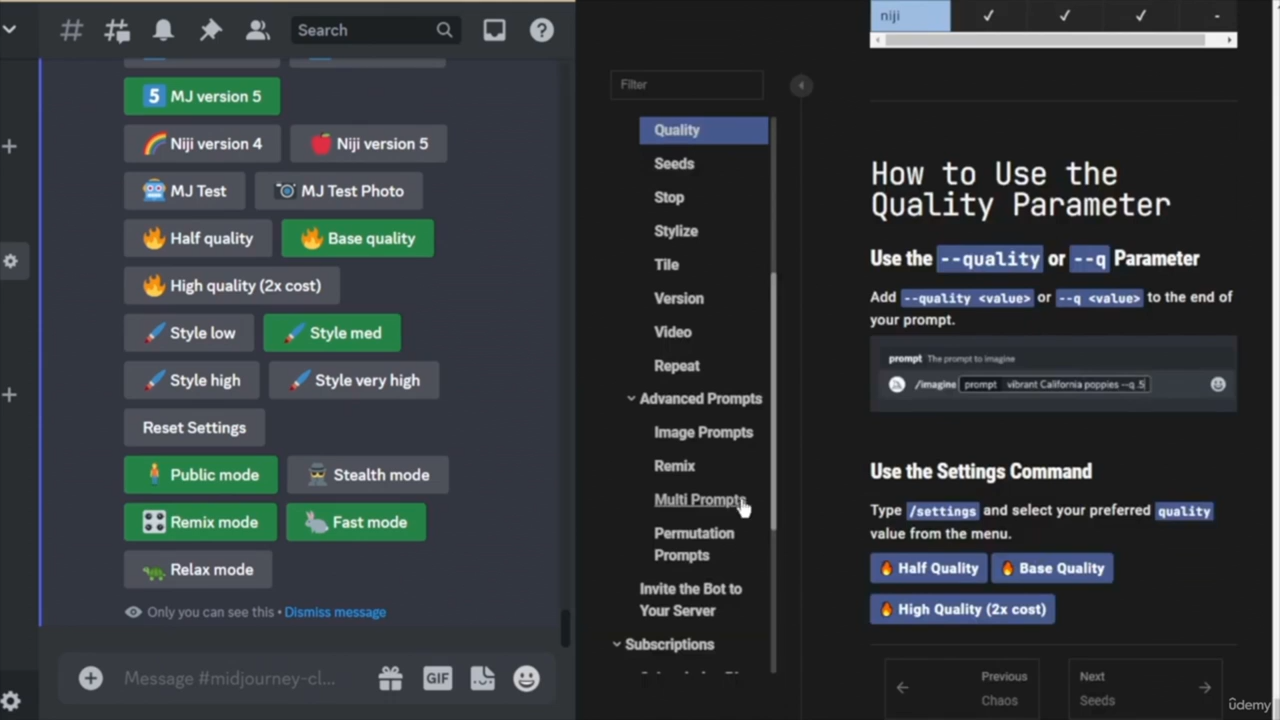 Search
MJ version 5
Niji version 4
Niji version 5
MJ Test
MJ Test Photo
Half quality
Base quality
High quality (2x cost)
Style low
Style med
Style high
Style very high
Reset Settings
Public mode
Stealth mode
Remix mode
Fast mode
Relax mode
Only you can see this • Dismiss message
Message #midjourney-cl...
GIF
Filter
Quality
Seeds
Stop
Stylize
Tile
Version
Video
Repeat
Advanced Prompts
Image Prompts
Remix
Multi Prompts
Permutation
Prompts
Invite the Bot to
Your Server
Subscriptions
niji ✓ ✓ ✓ -
How to Use the
Quality Parameter
Use the --quality or --q Parameter
Add --quality <value> or --q <value> to the end of
your prompt.
prompt The prompt to imagine
/imagine prompt vibrant California poppies --q .5
Use the Settings Command
Type /settings and select your preferred quality
value from the menu.
Half Quality
Base Quality
High Quality (2x cost)
Previous
Chaos
Next
Seeds
ûdemy